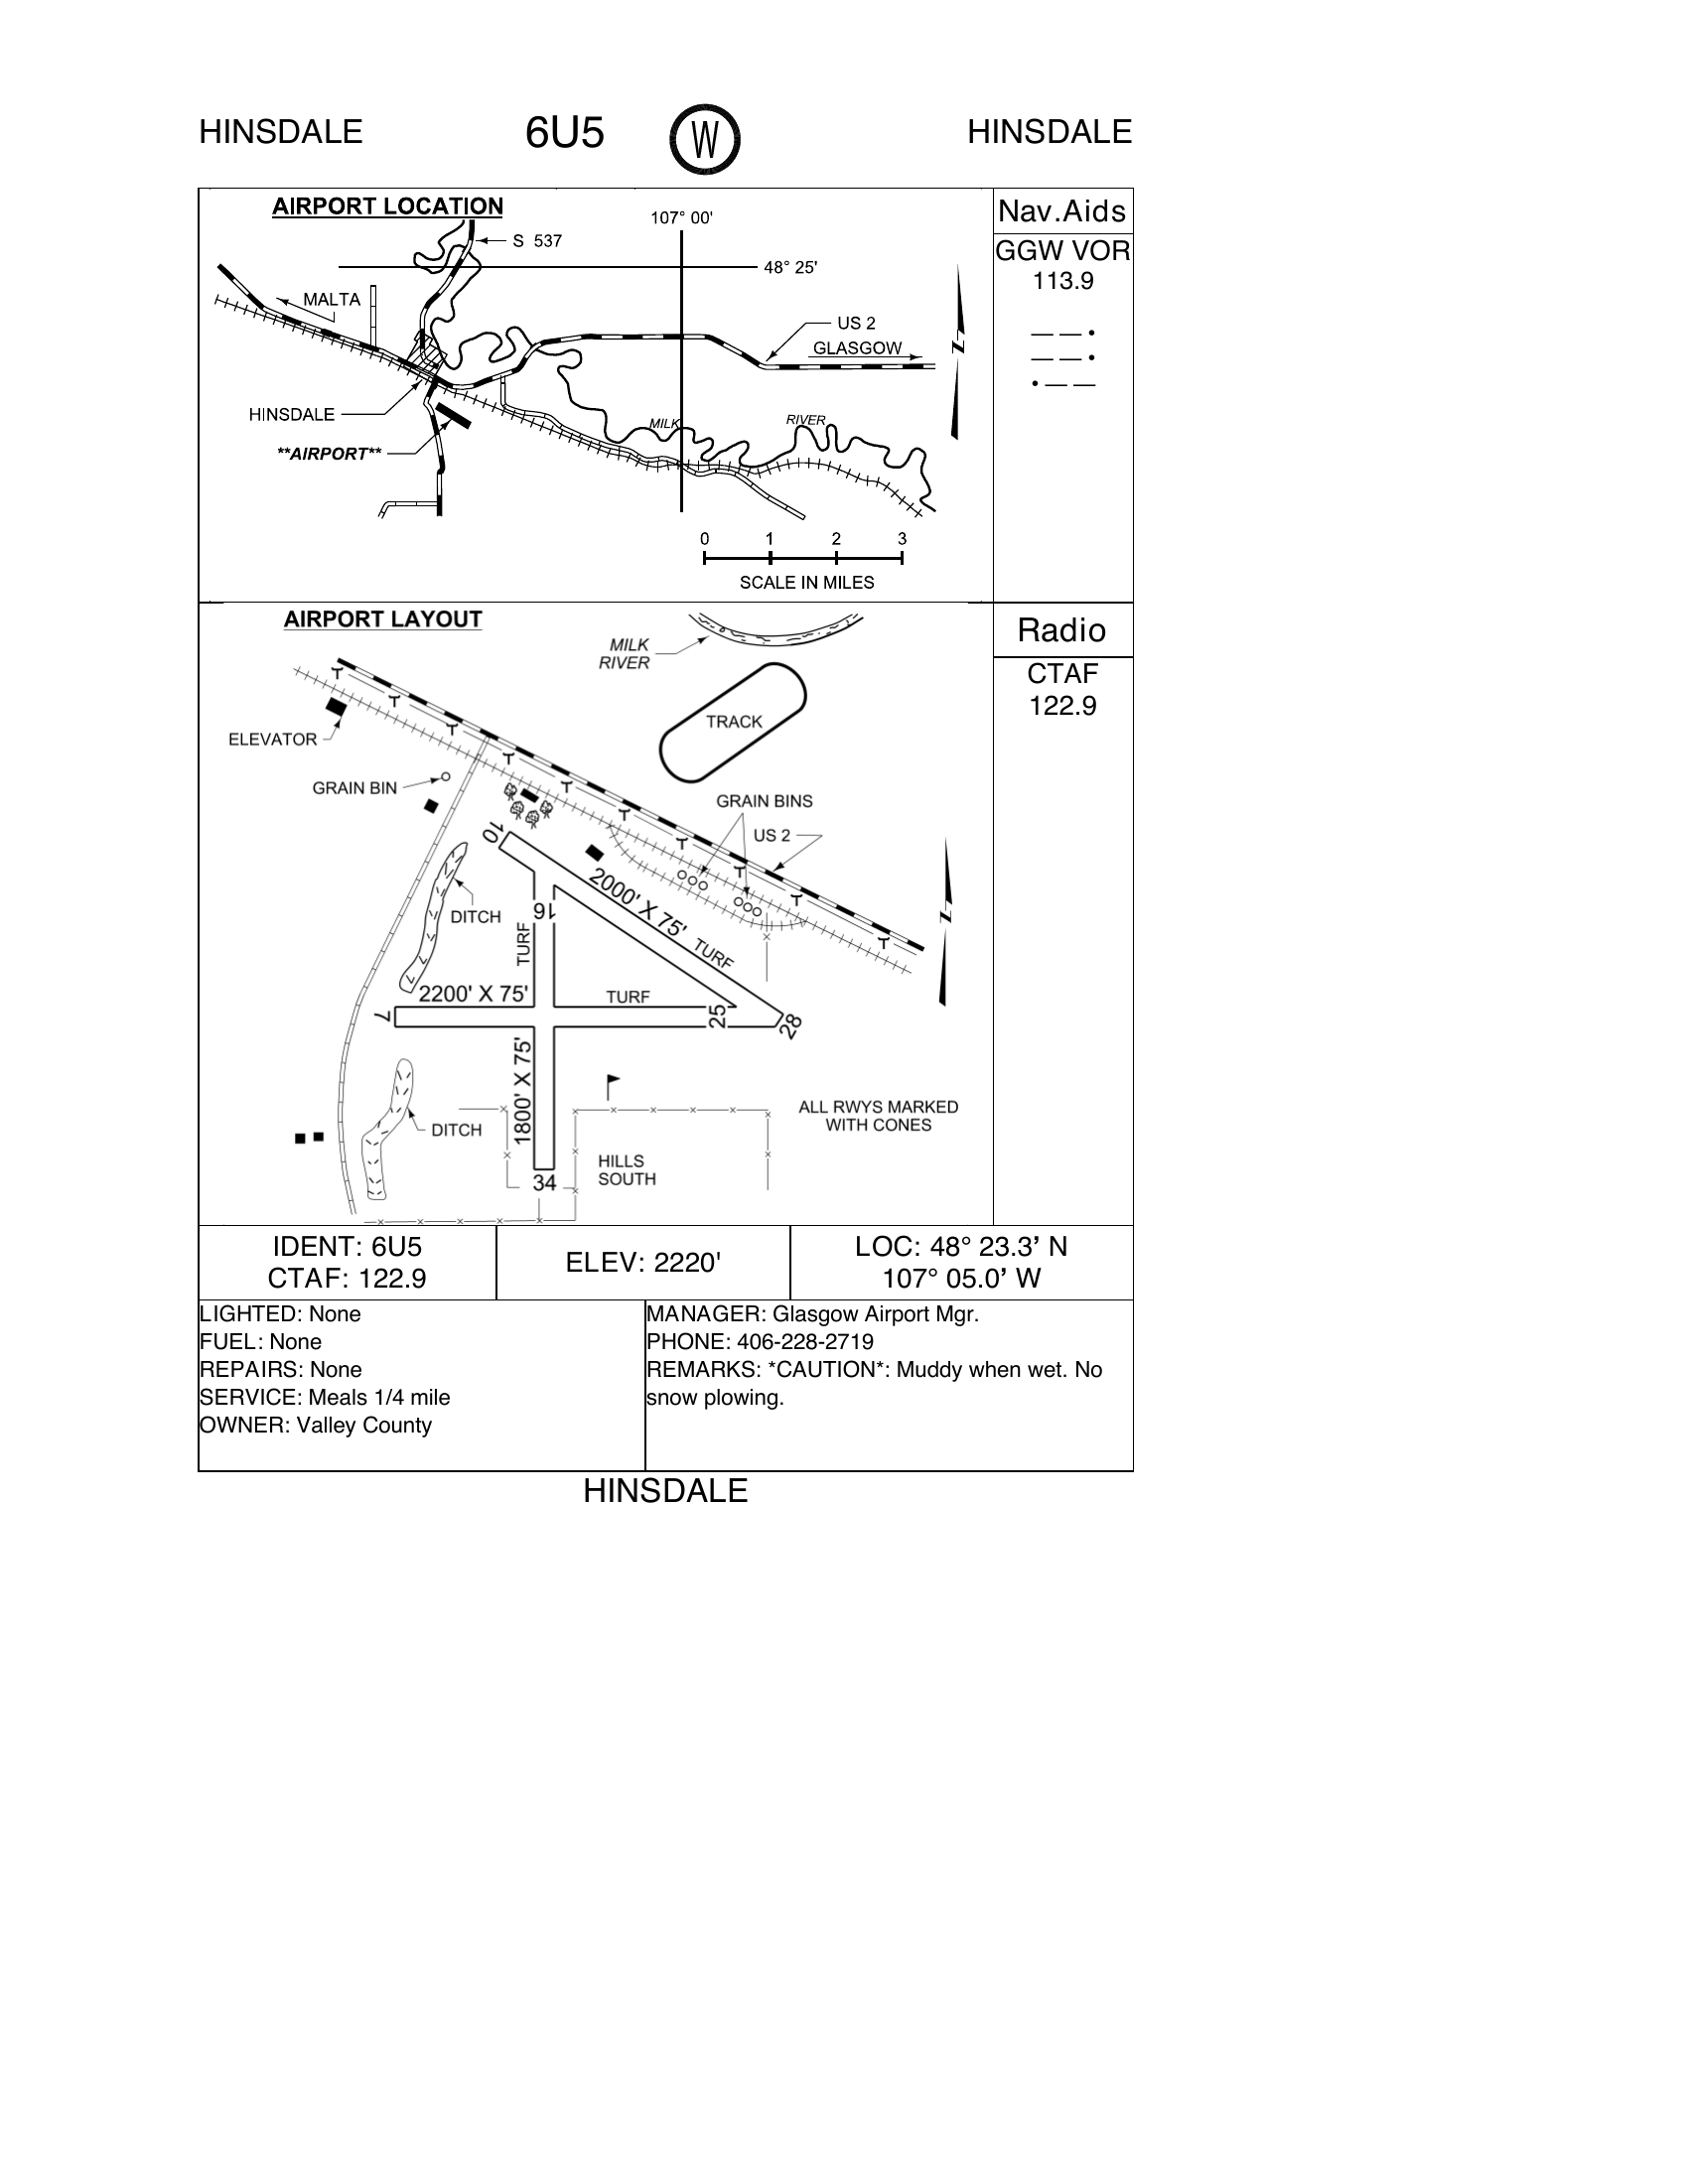 HINSDALE 6U5 W HINSDALE
AIRPORT LOCATION
107° 00'
S 537
48° 25'
MALTA
US 2
GLASGOW
HINSDALE
MILK
RIVER
**AIRPORT**
N
0 1 2 3
SCALE IN MILES
Nav.Aids
GGW VOR
113.9
AIRPORT LAYOUT
MILK
RIVER
TRACK
ELEVATOR
GRAIN BIN
GRAIN BINS
US 2
10
2000' X 75'
TURF
DITCH
16
TURF
N
2200' X 75'
TURF
7
25
28
1800' X 75'
DITCH
ALL RWYS MARKED
WITH CONES
HILLS
SOUTH
34
Radio
CTAF
122.9
IDENT: 6U5
CTAF: 122.9
ELEV: 2220'
LOC: 48° 23.3’ N
107° 05.0’ W
LIGHTED: None
FUEL: None
REPAIRS: None
SERVICE: Meals 1/4 mile
OWNER: Valley County
MANAGER: Glasgow Airport Mgr.
PHONE: 406-228-2719
REMARKS: *CAUTION*: Muddy when wet. No
snow plowing.
HINSDALE